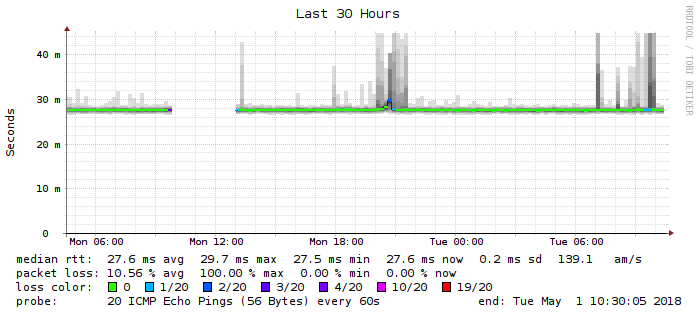 Last 30 Hours
RRDTOOL / TOBI OETIKER
Seconds
40 m
30 m
20 m
10 m
0
Mon 06:00 Mon 12:00 Mon 18:00 Tue 00:00 Tue 06:00
median rtt: 27.6 ms avg 29.7 ms max 27.5 ms min 27.6 ms now 0.2 ms sd 139.1 am/s
packet loss: 10.56 % avg 100.00 % max 0.00 % min 0.00 % now
loss color: 0 1/20 2/20 3/20 4/20 10/20 19/20
probe: 20 ICMP Echo Pings (56 Bytes) every 60s end: Tue May 1 10:30:05 2018